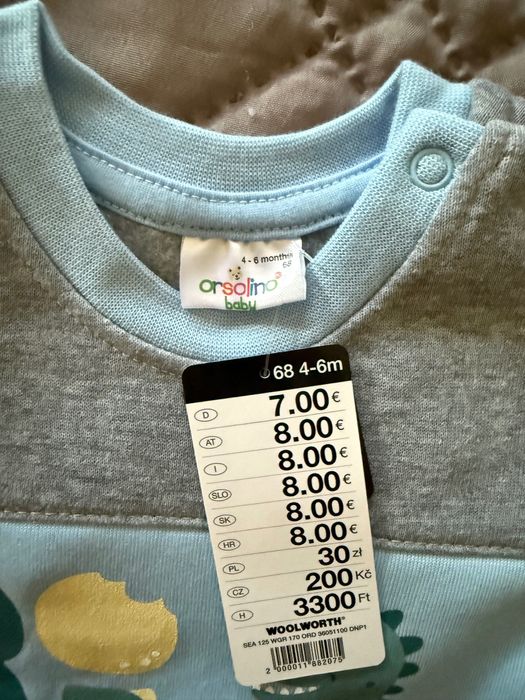 4 - 6 months
68
orsolino
baby
68 4-6m
D 7.00€
AT 8.00€
I 8.00€
SLO 8.00€
SK 8.00€
HR 8.00€
PL 30 zł
CZ 200 Kč
H 3300 Ft
WOOLWORTH®
SEA 125 WGR 170 ORD 36051100 DNP1
2 000011 862075